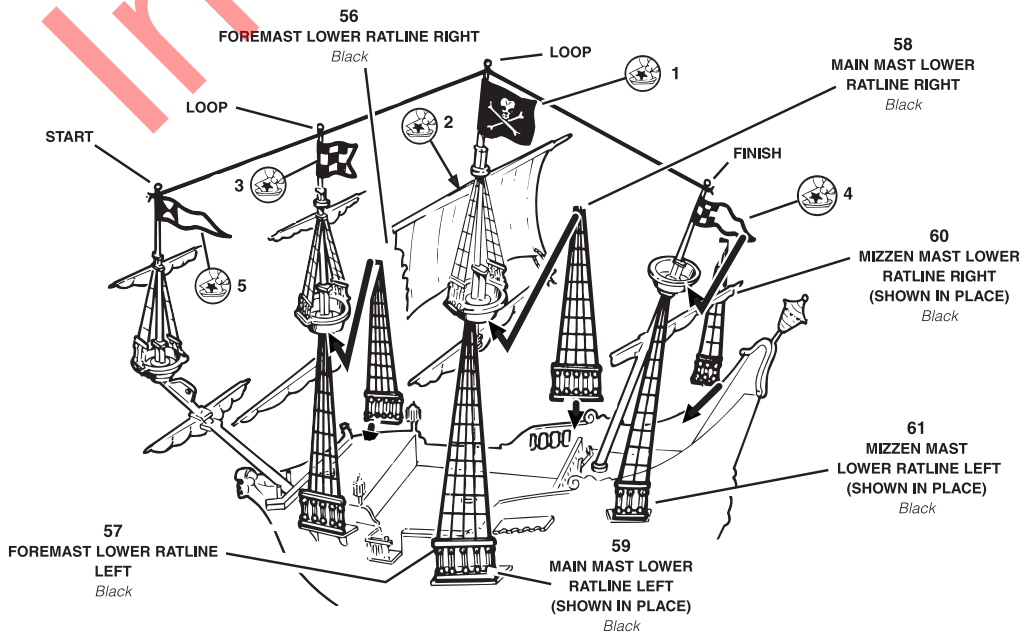 56
FOREMAST LOWER RATLINE RIGHT
Black
LOOP
1
58
MAIN MAST LOWER
RATLINE RIGHT
Black
LOOP
2
START
3
FINISH
4
5
60
MIZZEN MAST LOWER
RATLINE RIGHT
(SHOWN IN PLACE)
Black
61
MIZZEN MAST
LOWER RATLINE LEFT
(SHOWN IN PLACE)
Black
57
FOREMAST LOWER RATLINE
LEFT
Black
59
MAIN MAST LOWER
RATLINE LEFT
(SHOWN IN PLACE)
Black